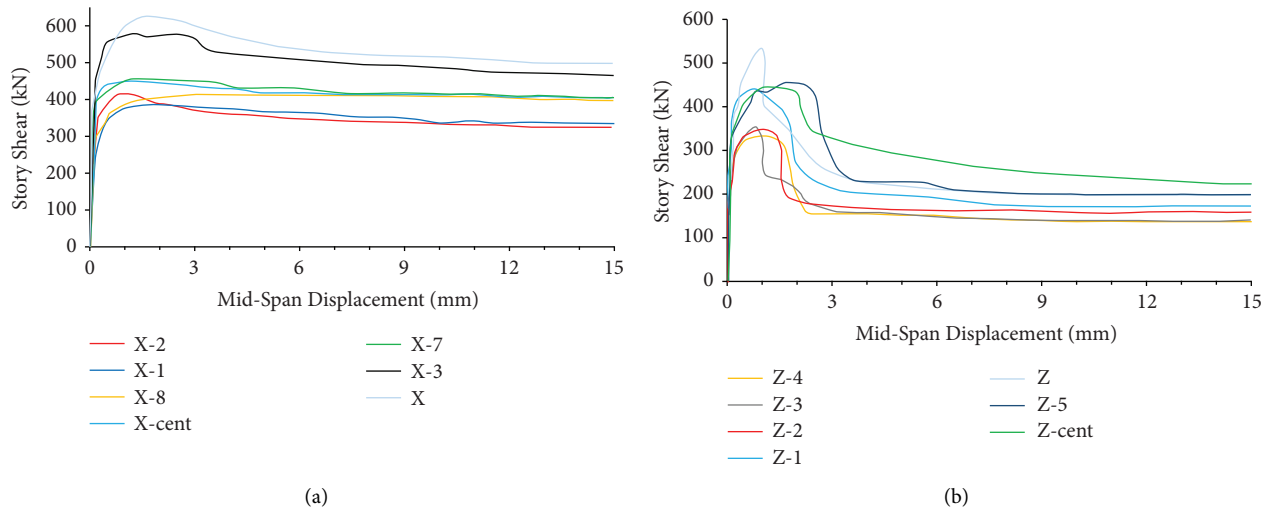 Story Shear (kN)
600
500
400
300
200
100
0
0 3 6 9 12 15
Mid-Span Displacement (mm)
X-2
X-1
X-8
X-cent
X-7
X-3
X
(a)
Story Shear (kN)
600
500
400
300
200
100
0
0 3 6 9 12 15
Mid-Span Displacement (mm)
Z-4
Z-3
Z-2
Z-1
Z
Z-5
Z-cent
(b)